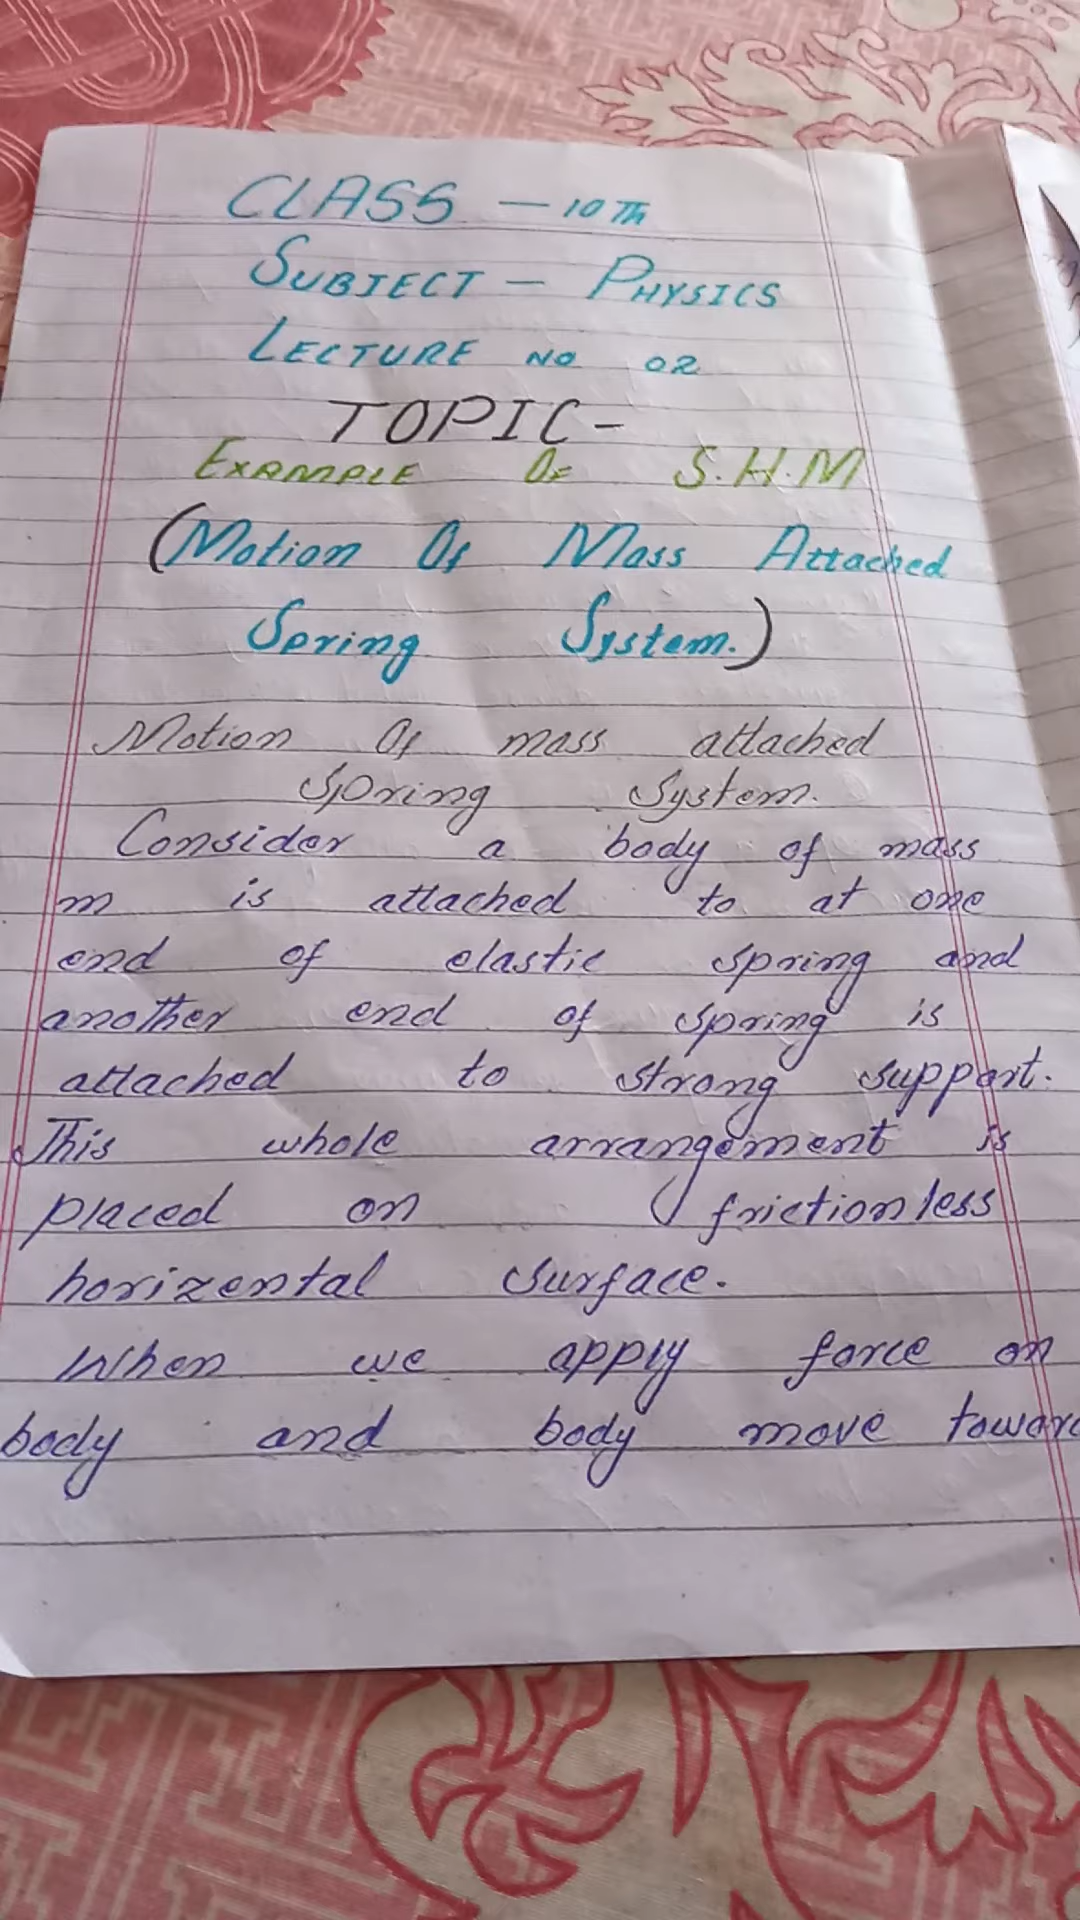 CLASS - 10Th
SUBJECT - PHYSICS
LECTURE NO 02
TOPIC-
EXAMPLE OF S.H.M
(Motion Of Mass Attached
Spring System.)
Motion Of mass attached
Spring System.
Consider a body of mass
m is attached to at one
end of elastic spring and
another end of spring is
attached to strong support.
This whole arrangement is
placed on frictionless
horizental surface.
When we apply force on
body and body move toward